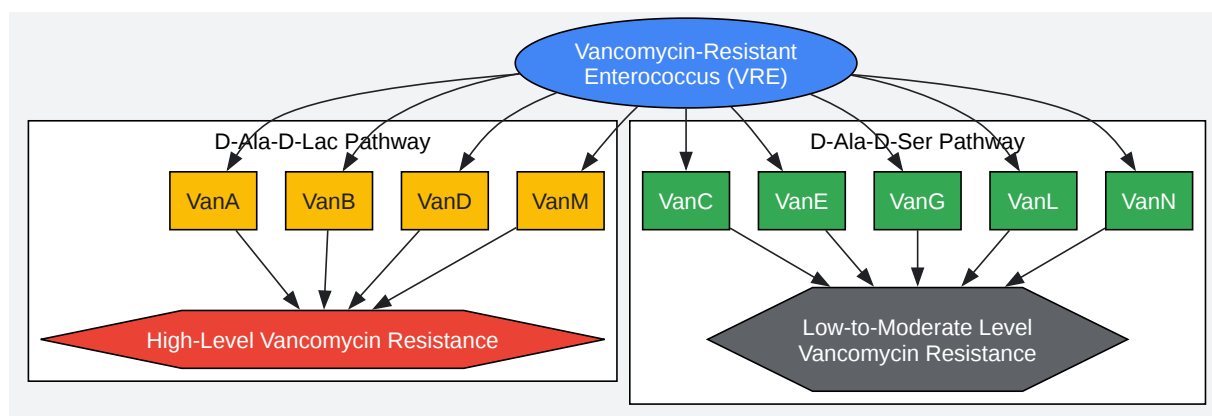 Vancomycin-Resistant
Enterococcus (VRE)
D-Ala-D-Lac Pathway
D-Ala-D-Ser Pathway
VanA
VanB
VanD
VanM
VanC
VanE
VanG
VanL
VanN
High-Level Vancomycin Resistance
Low-to-Moderate Level
Vancomycin Resistance